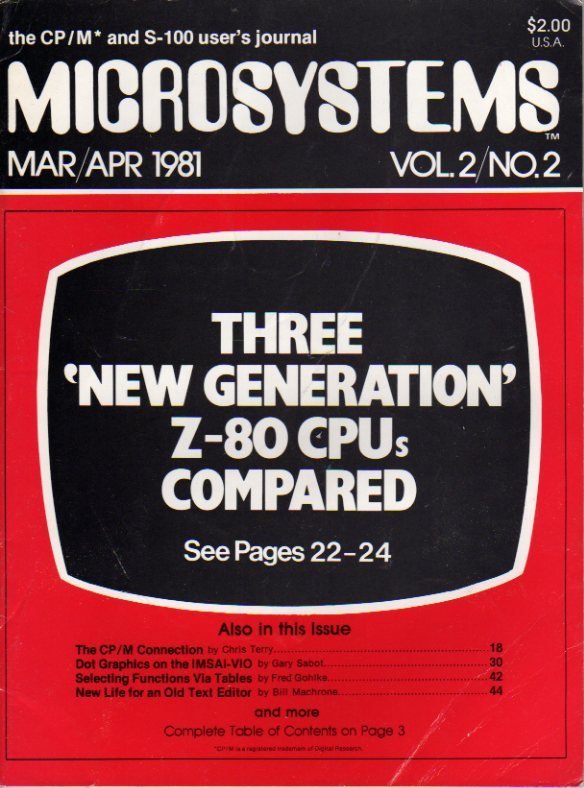 the CP/M* and S-100 user's journal
$2.00
U.S.A.
MICROSYSTEMS™
MAR/APR 1981
VOL.2/NO.2
THREE
'NEW GENERATION'
Z-80 CPUs
COMPARED
See Pages 22-24
Also in this Issue
The CP/M Connection by Chris Terry........................................18
Dot Graphics on the IMSAI-VIO by Gary Sabot........................................30
Selecting Functions Via Tables by Fred Gohlke........................................42
New Life for an Old Text Editor by Bill Machrone........................................44
and more
Complete Table of Contents on Page 3
*CP/M is a registered trademark of Digital Research.